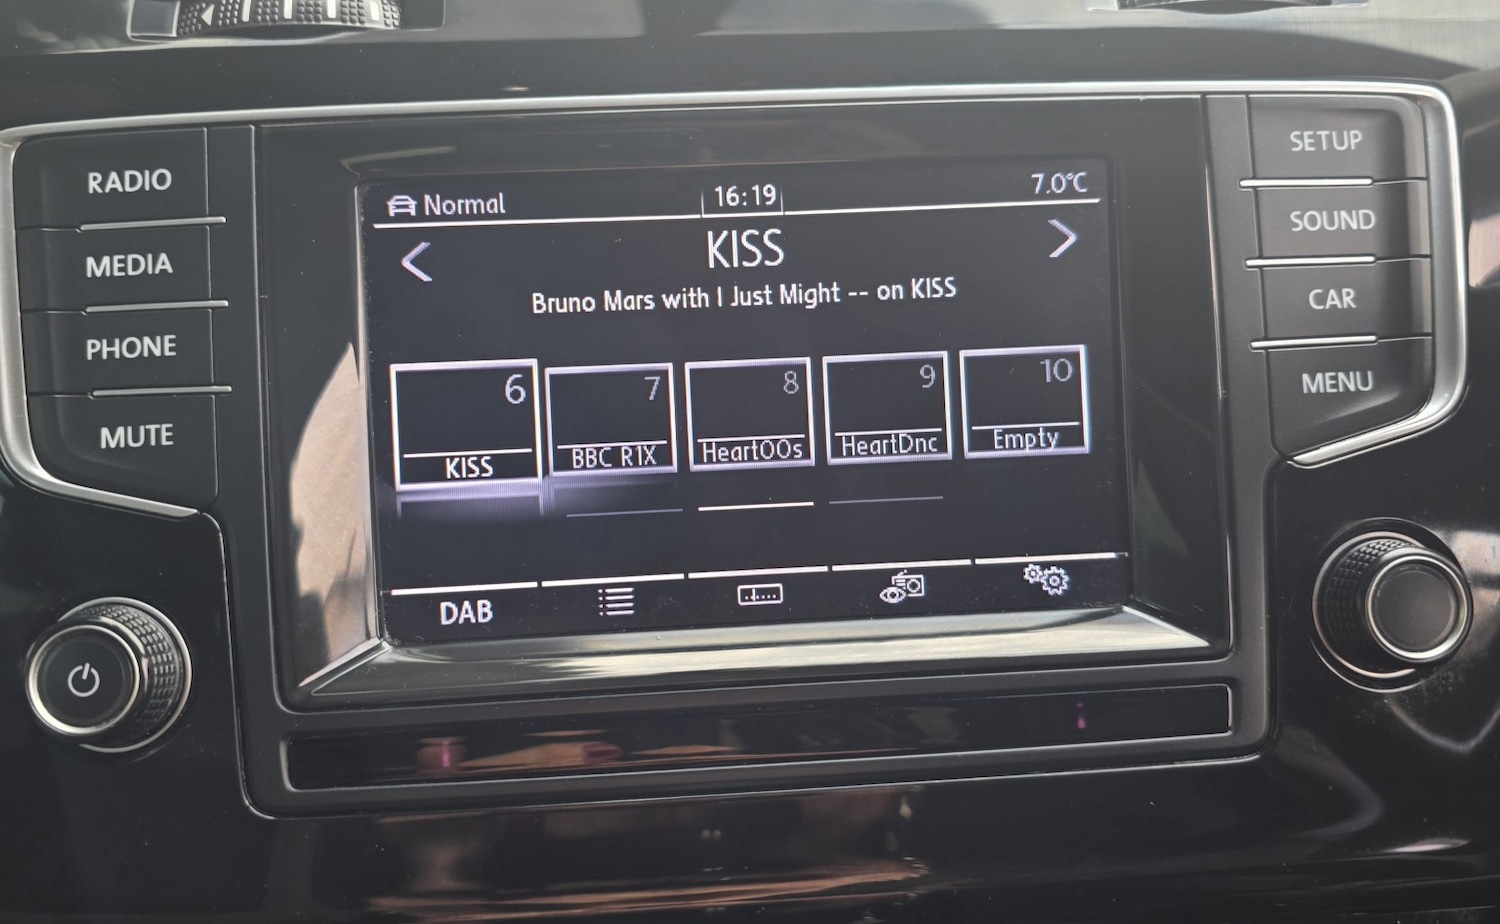 RADIO
MEDIA
PHONE
MUTE
Normal
16:19
7.0°C
KISS
Bruno Mars with I Just Might -- on KISS
6
KISS
7
BBC R1X
8
Heart00s
9
HeartDnc
10
Empty
DAB
SETUP
SOUND
CAR
MENU